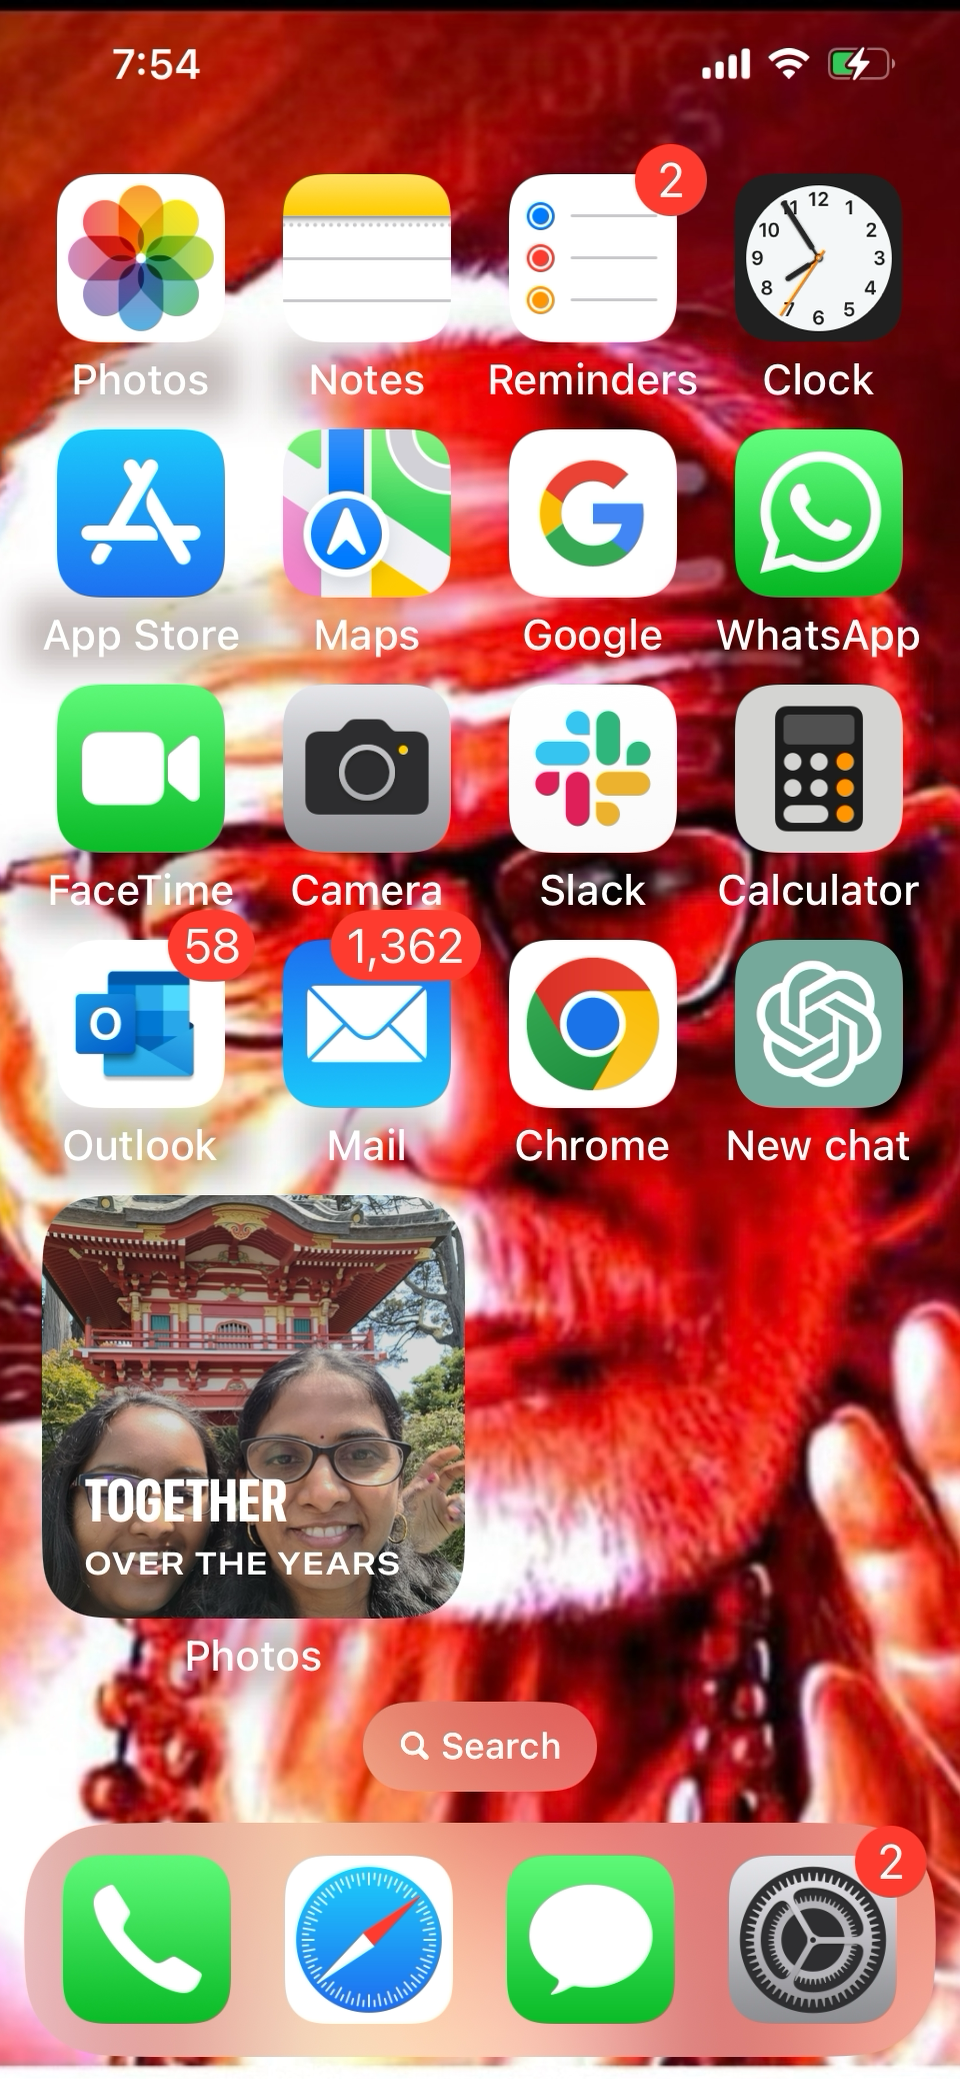 7:54
2
12
11
1
10
2
9
3
8
4
7
5
6
Photos
Notes
Reminders
Clock
App Store
Maps
Google
WhatsApp
FaceTime
Camera
Slack
Calculator
58
1,362
Outlook
Mail
Chrome
New chat
TOGETHER
OVER THE YEARS
Photos
Search
2